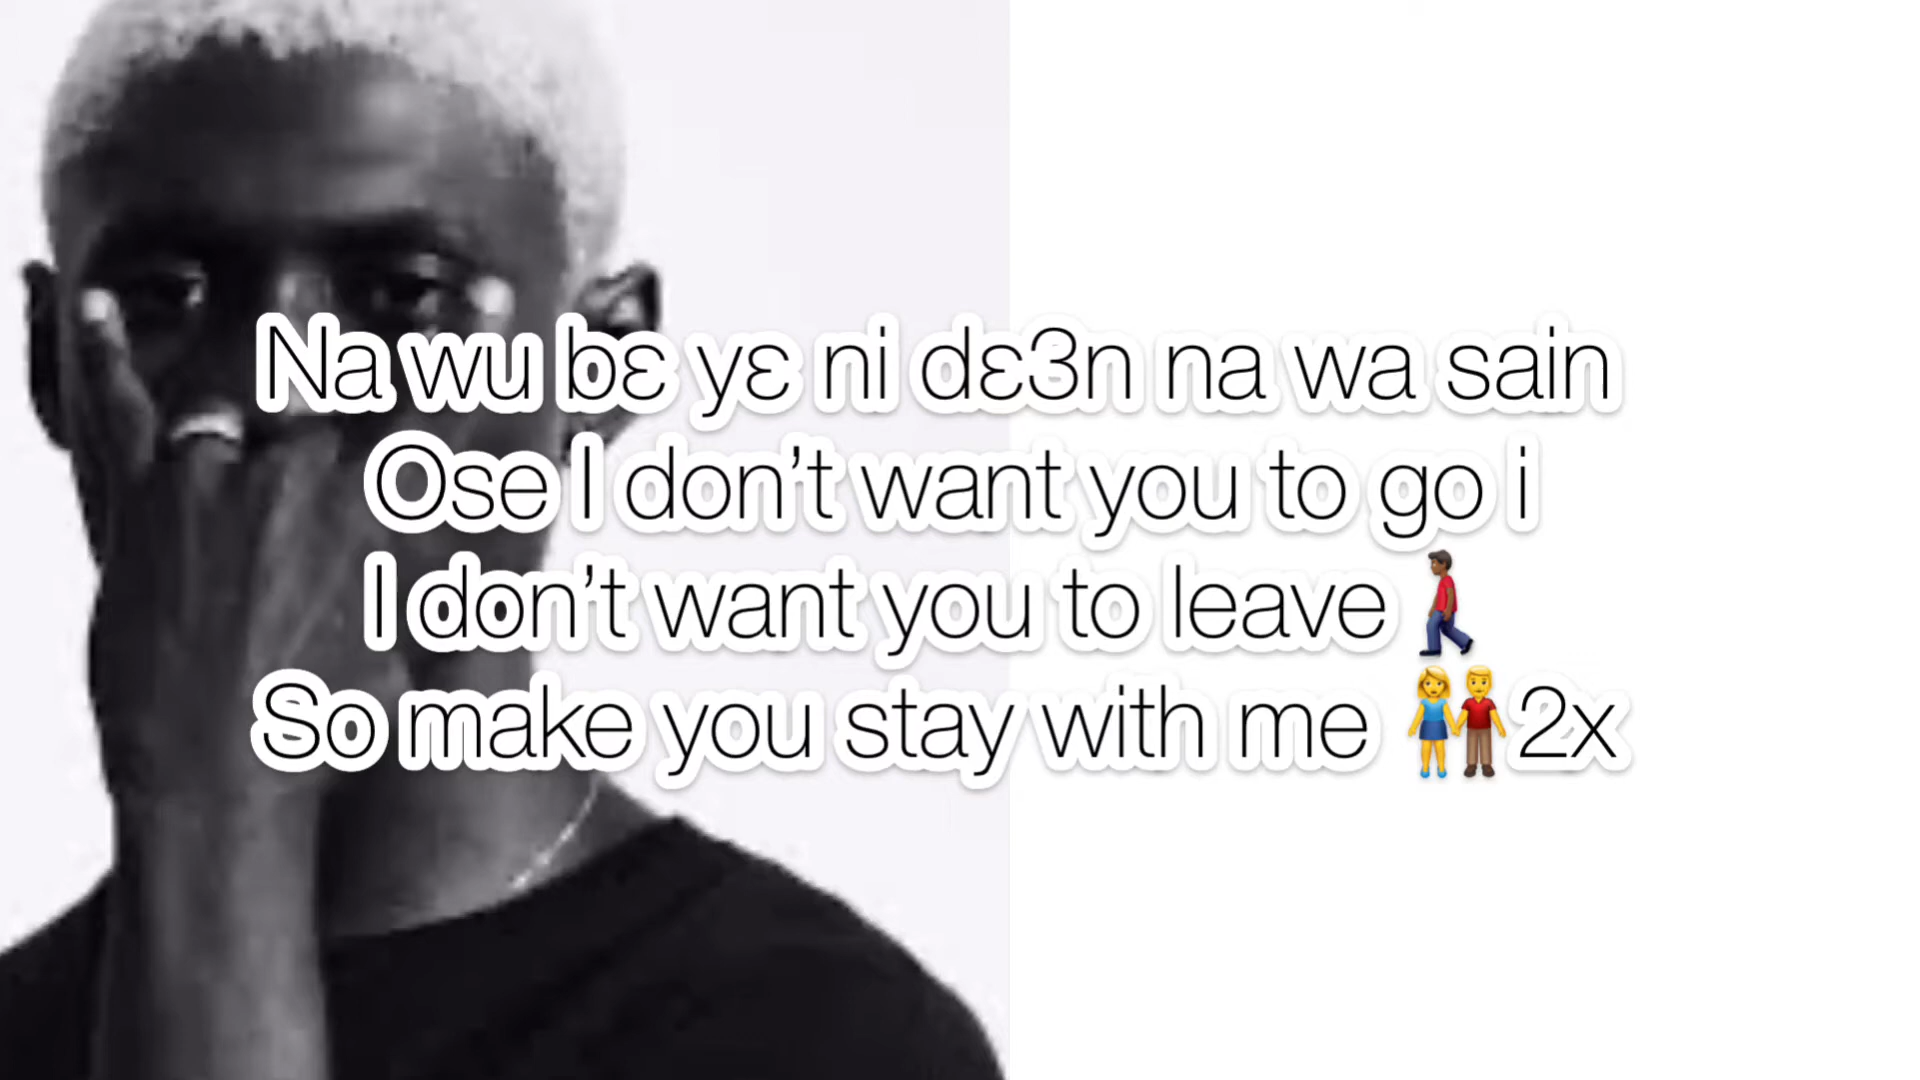 Na wu bɛ yɛ ni dɛ3n na wa sain
Ose I don't want you to go i
I don't want you to leave🚶🏾‍♂️
So make you stay with me 👫2x